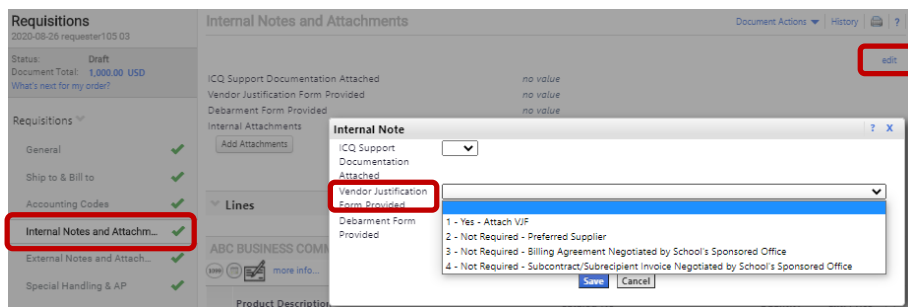 Requisitions
2020-08-26 requester105 03
Status: Draft
Document Total: 1,000.00 USD
What's next for my order?
Requisitions
General
Ship to & Bill to
Accounting Codes
Internal Notes and Attachm...
External Notes and Attach...
Special Handling & AP
Internal Notes and Attachments
Document Actions History ?
edit
ICQ Support Documentation Attached no value
Vendor Justification Form Provided no value
Debarment Form Provided no value
Internal Attachments
Add Attachments
Lines
ABC BUSINESS COMM
more info...
Product Description
Internal Note ? X
ICQ Support
Documentation
Attached
Vendor Justification
Form Provided
Debarment Form
Provided
1 - Yes - Attach VJF
2 - Not Required - Preferred Supplier
3 - Not Required - Billing Agreement Negotiated by School's Sponsored Office
4 - Not Required - Subcontract/Subrecipient Invoice Negotiated by School's Sponsored Office
Save Cancel